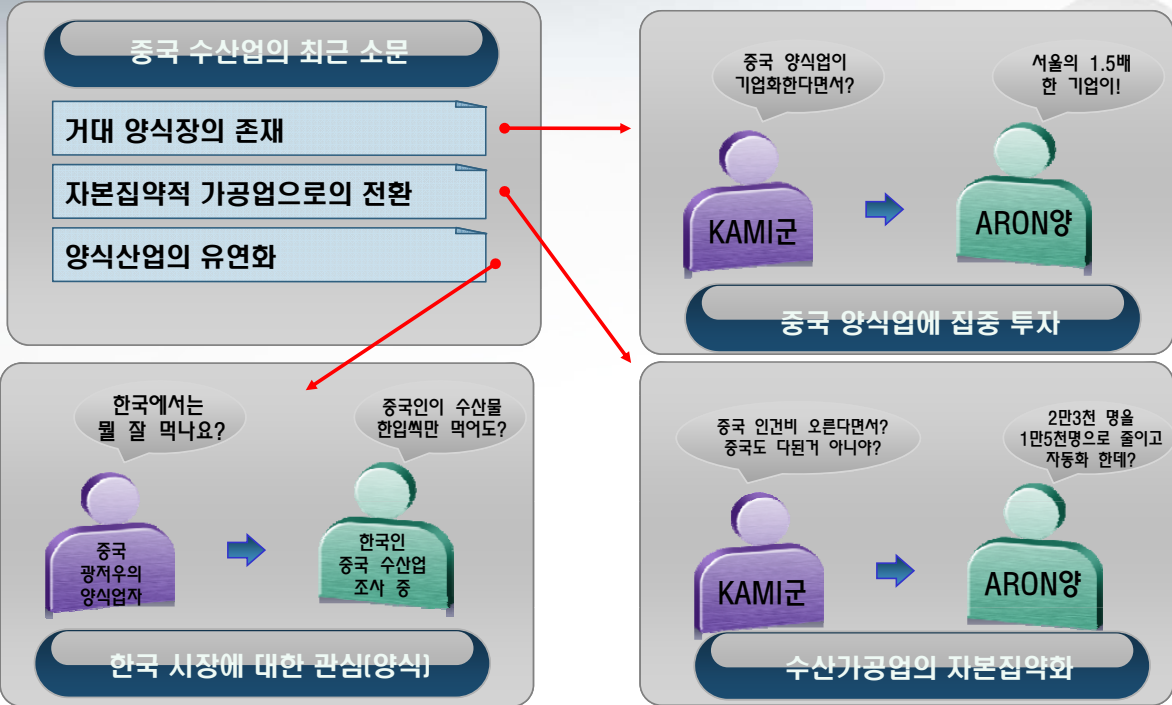 중국 수산업의 최근 소문
거대 양식장의 존재
자본집약적 가공업으로의 전환
양식산업의 유연화
중국 양식업이
기업화한다면서?
서울의 1.5배
한 기업이!
KAMI군
ARON양
중국 양식업에 집중 투자
한국에서는
뭘 잘 먹나요?
중국인이 수산물
한입씩만 먹어도?
중국
광저우의
양식업자
한국인
중국 수산업
조사 중
한국 시장에 대한 관심(양식)
중국 인건비 오른다면서?
중국도 다된거 아니야?
2만3천 명을
1만5천명으로 줄이고
자동화 한데?
KAMI군
ARON양
수산가공업의 자본집약화